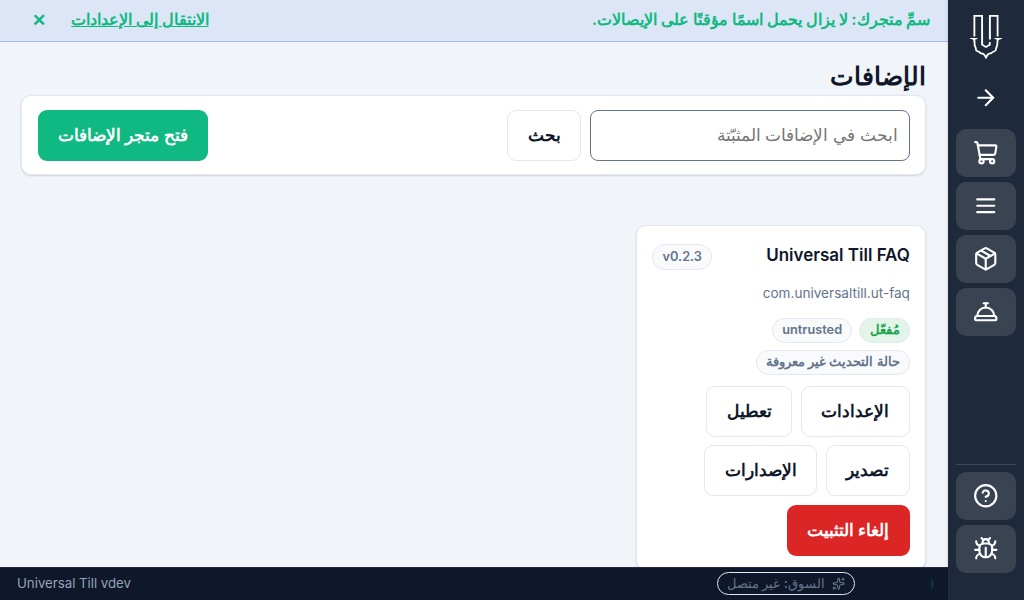 سمِّ متجرك: لا يزال يحمل اسمًا مؤقتًا على الإيصالات.
الانتقال إلى الإعدادات ✕
الإضافات
ابحث في الإضافات المثبّتة
بحث
فتح متجر الإضافات
Universal Till FAQ
v0.2.3
com.universaltill.ut-faq
مُفعّل
untrusted
حالة التحديث غير معروفة
الإعدادات
تعطيل
تصدير
الإصدارات
إلغاء التثبيت
السوق: غير متصل
Universal Till vdev